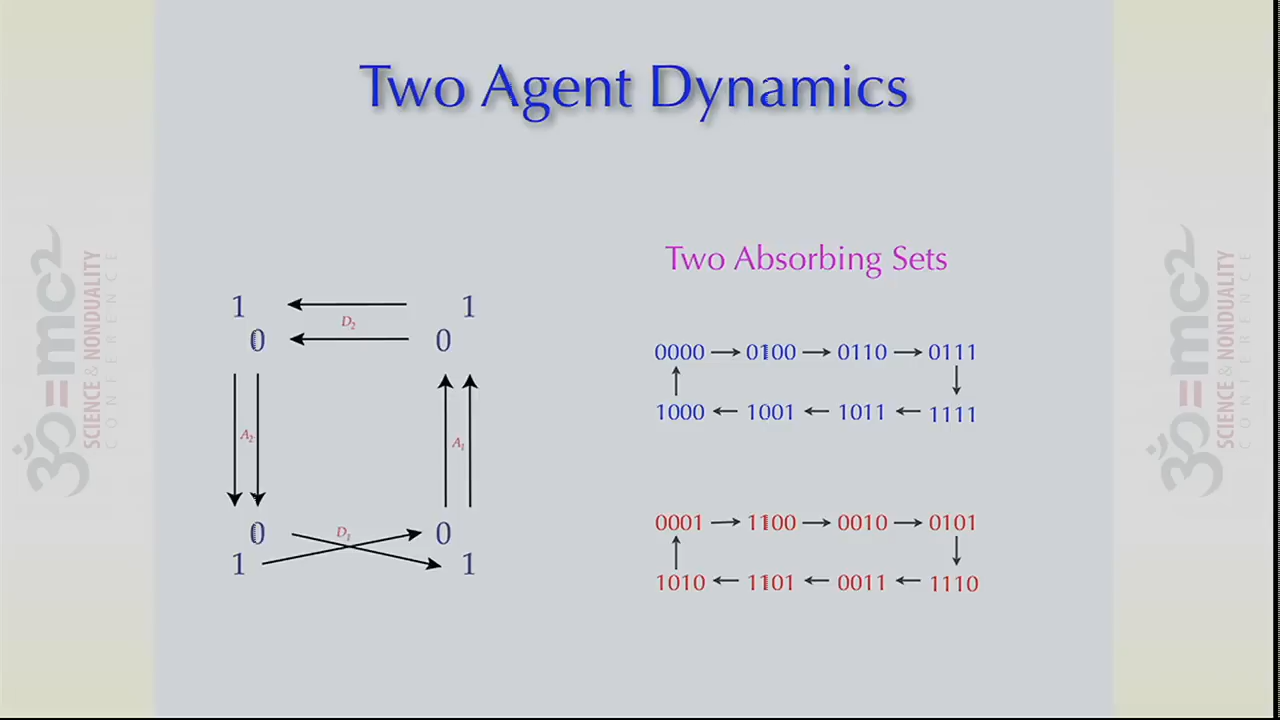 Two Agent Dynamics
Two Absorbing Sets
1 1
D₂
0 0
A₂ A₁
0 D₁ 0
1 1
0000 → 0100 → 0110 → 0111
1000 ← 1001 ← 1011 ← 1111
0001 → 1100 → 0010 → 0101
1010 ← 1101 ← 0011 ← 1110
ॐ=mc2
SCIENCE & NONDUALITY
CONFERENCE
ॐ=mc2
SCIENCE & NONDUALITY
CONFERENCE